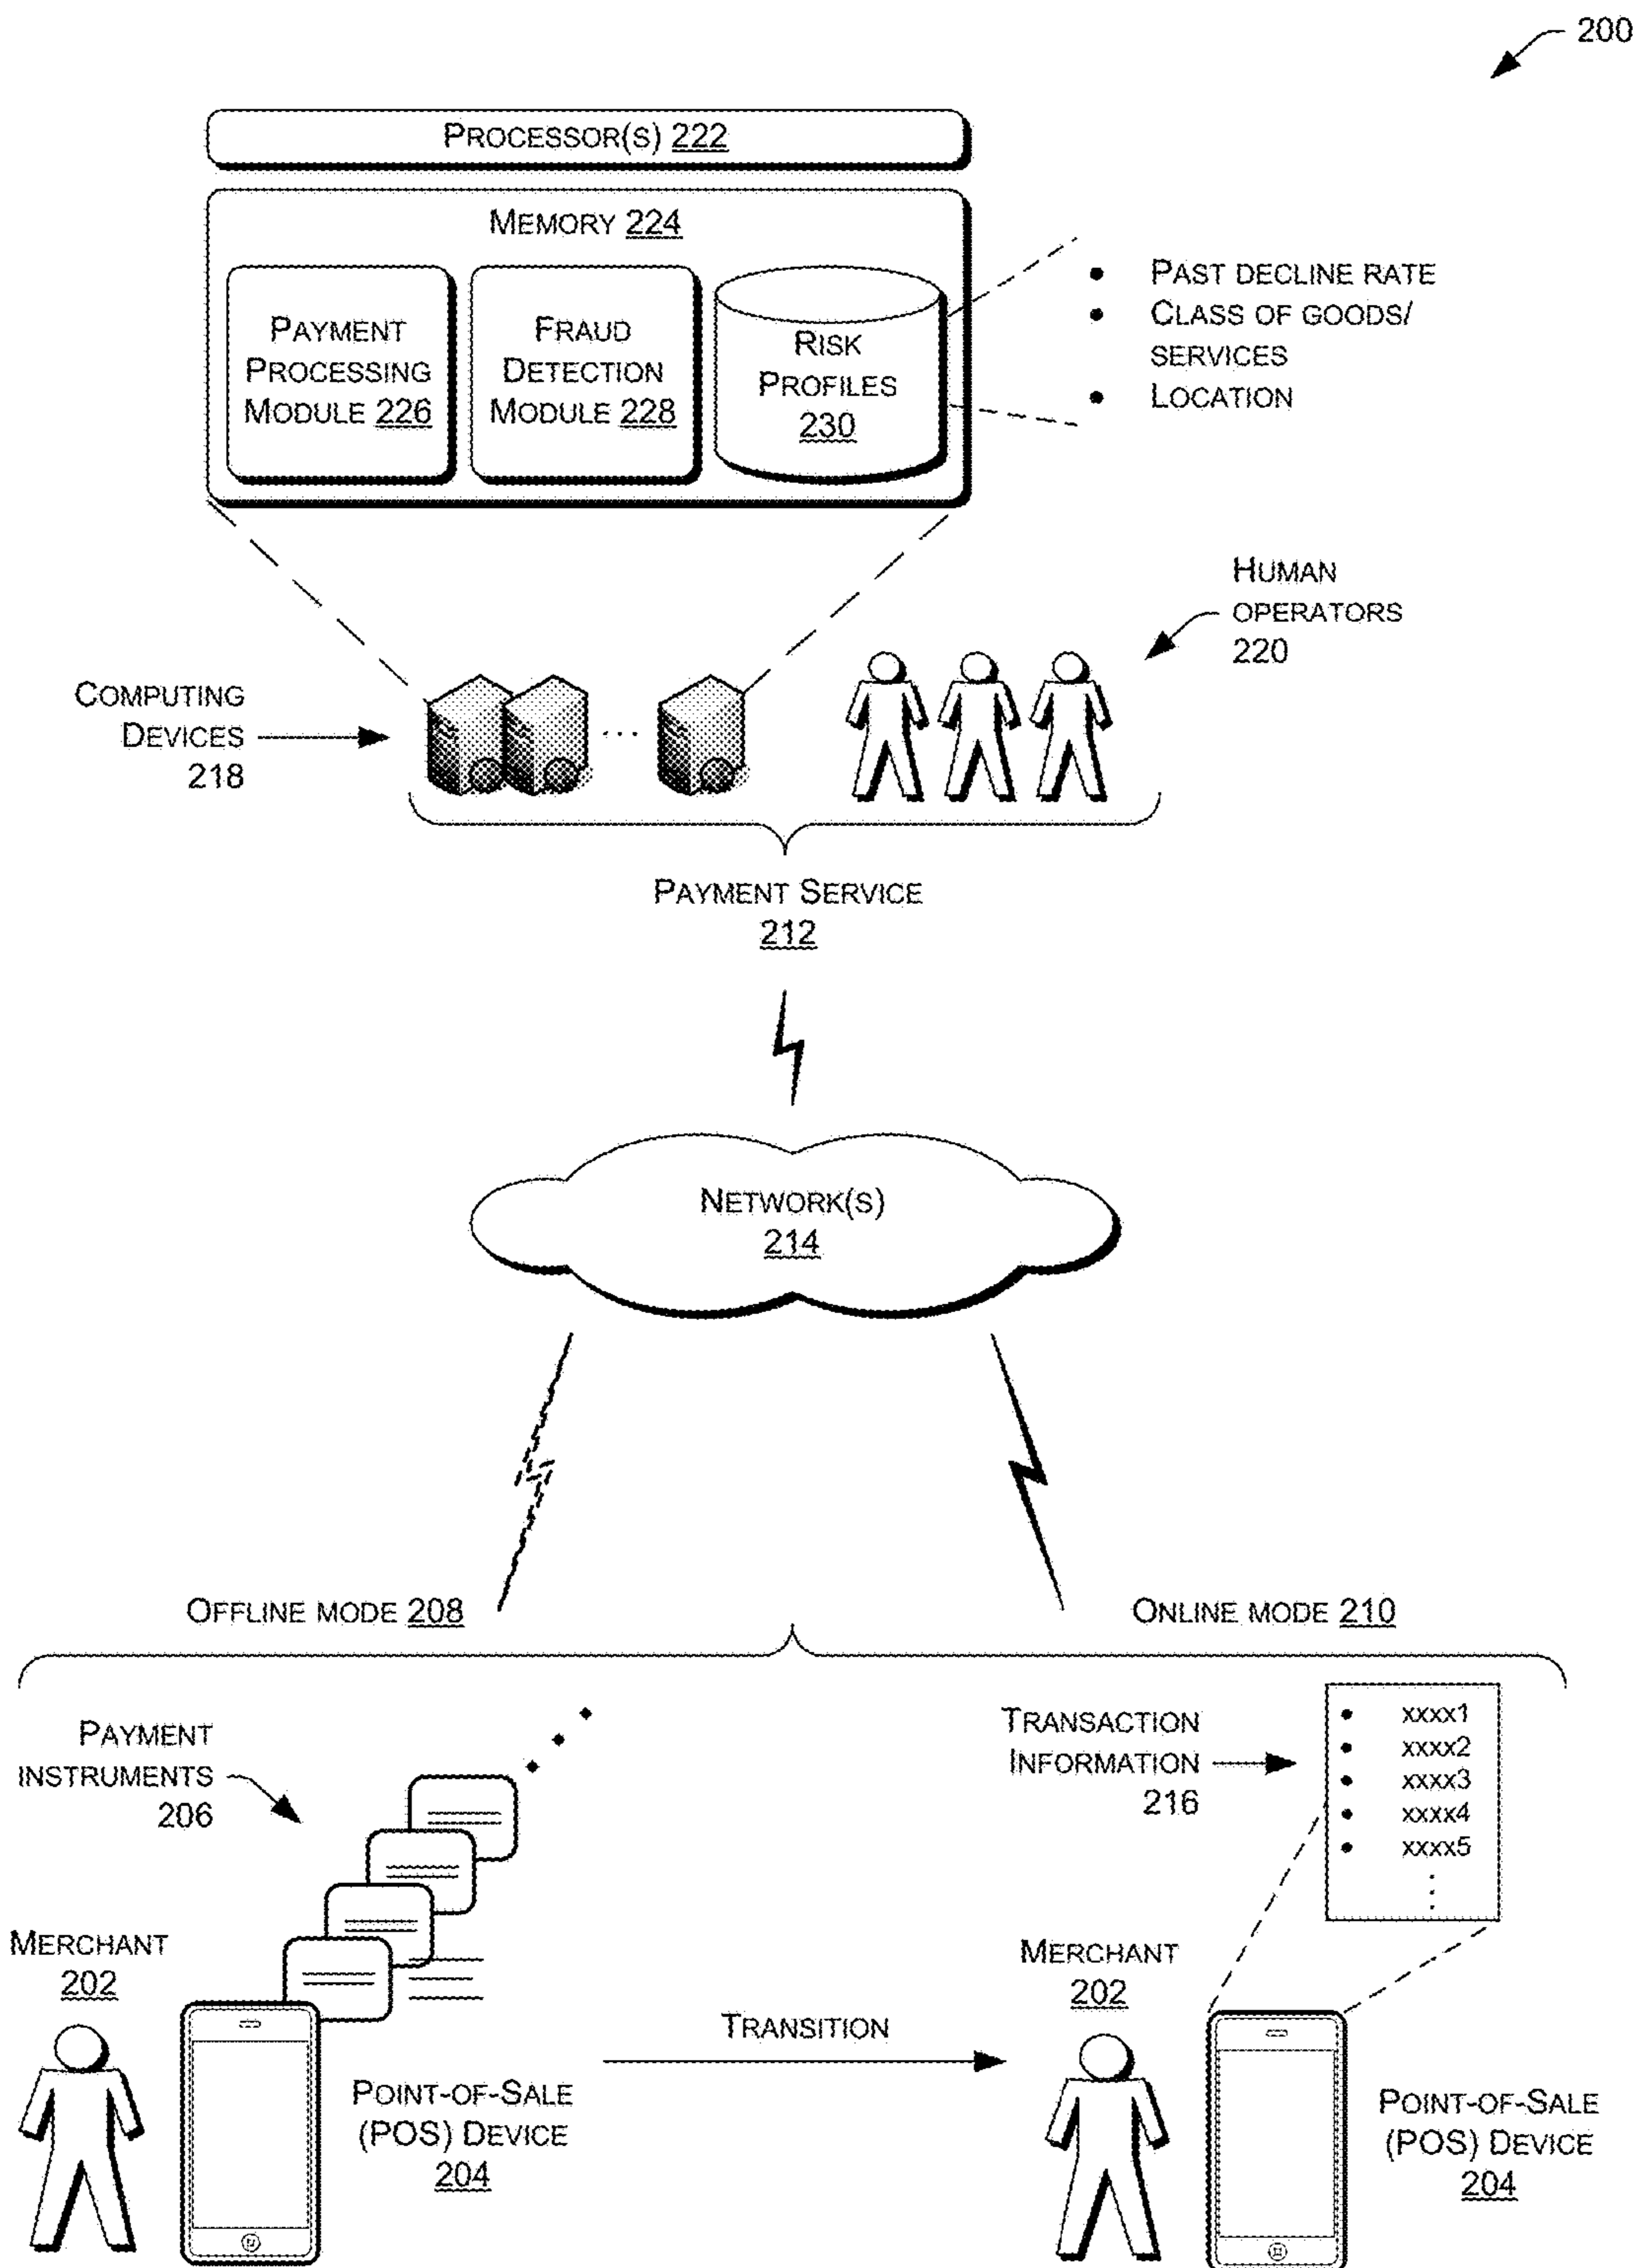 200
PROCESSOR(S) 222
MEMORY 224
PAYMENT
PROCESSING
MODULE 226
FRAUD
DETECTION
MODULE 228
RISK
PROFILES
230
• PAST DECLINE RATE
• CLASS OF GOODS/
SERVICES
• LOCATION
HUMAN
OPERATORS
220
COMPUTING
DEVICES
218
...
PAYMENT SERVICE
212
NETWORK(S)
214
OFFLINE MODE 208
ONLINE MODE 210
PAYMENT
INSTRUMENTS
206
MERCHANT
202
POINT-OF-SALE
(POS) DEVICE
204
TRANSITION
TRANSACTION
INFORMATION
216
• xxxx1
• xxxx2
• xxxx3
• xxxx4
• xxxx5
MERCHANT
202
POINT-OF-SALE
(POS) DEVICE
204